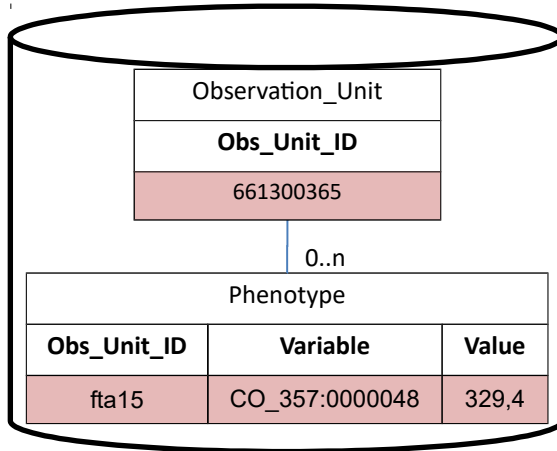 Observation_Unit
Obs_Unit_ID
661300365
0..n
Phenotype
Obs_Unit_ID Variable Value
fta15 CO_357:0000048 329,4